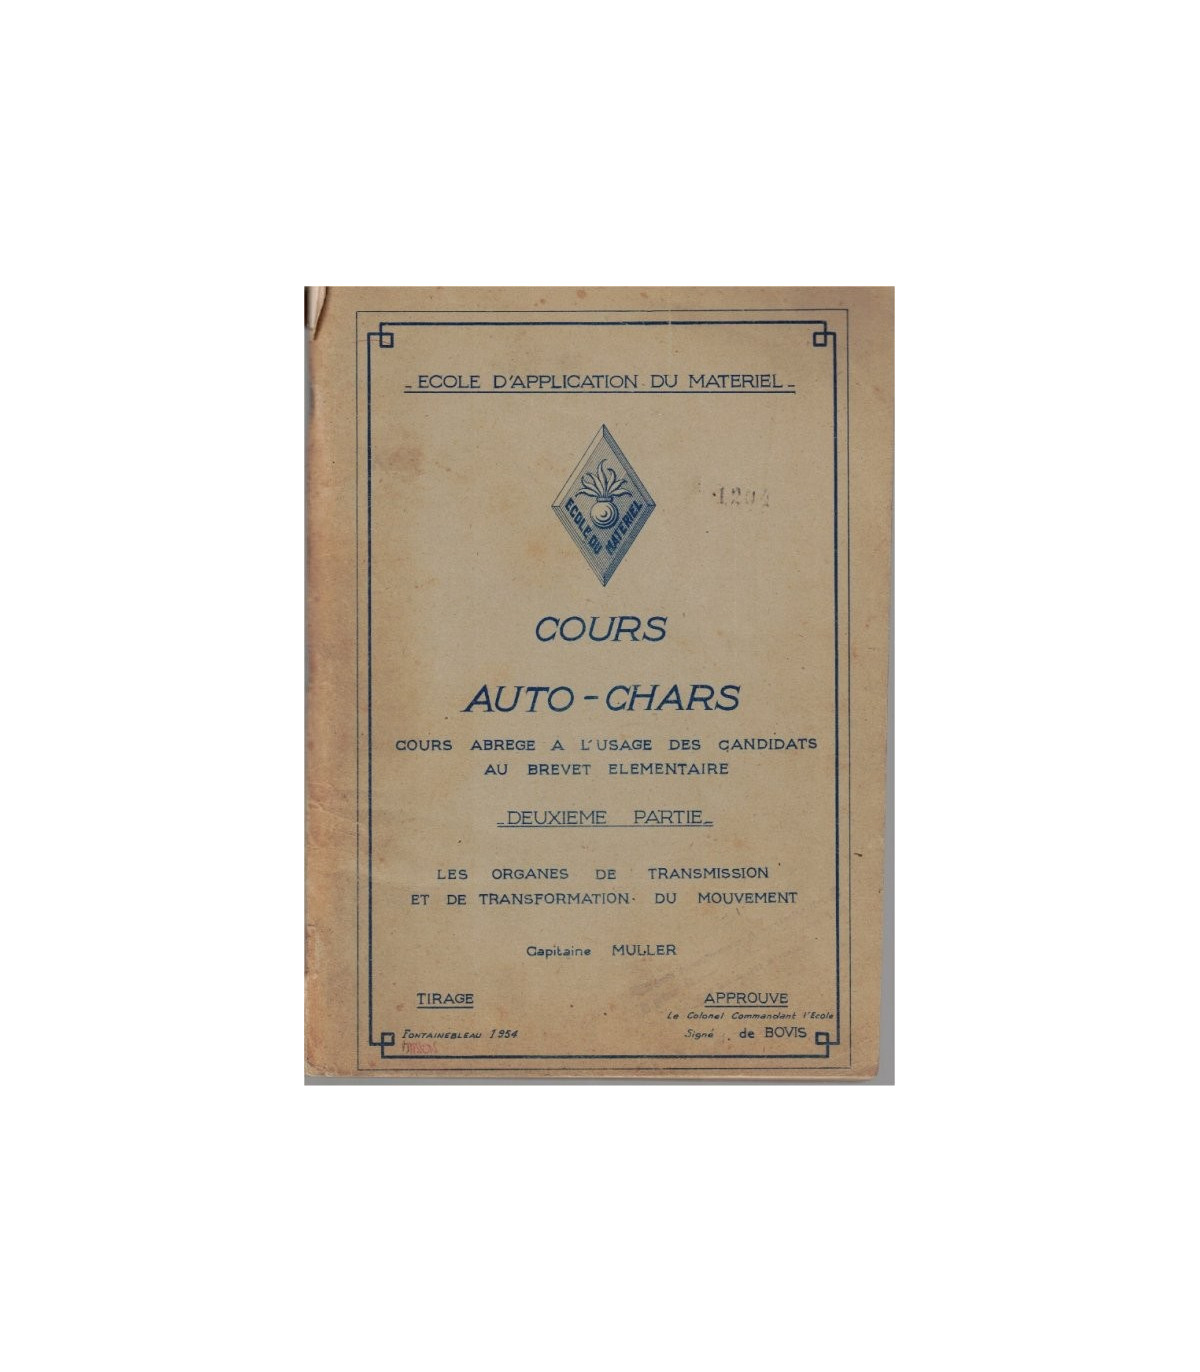 _ ECOLE D'APPLICATION DU MATERIEL _
ECOLE DU MATERIEL
1204
COURS
AUTO - CHARS
COURS ABREGE A L'USAGE DES CANDIDATS
AU BREVET ELEMENTAIRE
_ DEUXIEME PARTIE _
LES ORGANES DE TRANSMISSION
ET DE TRANSFORMATION DU MOUVEMENT
Capitaine MULLER
TIRAGE
APPROUVE
Le Colonel Commandant l'Ecole
FONTAINEBLEAU 1954
Signé : de BOVIS